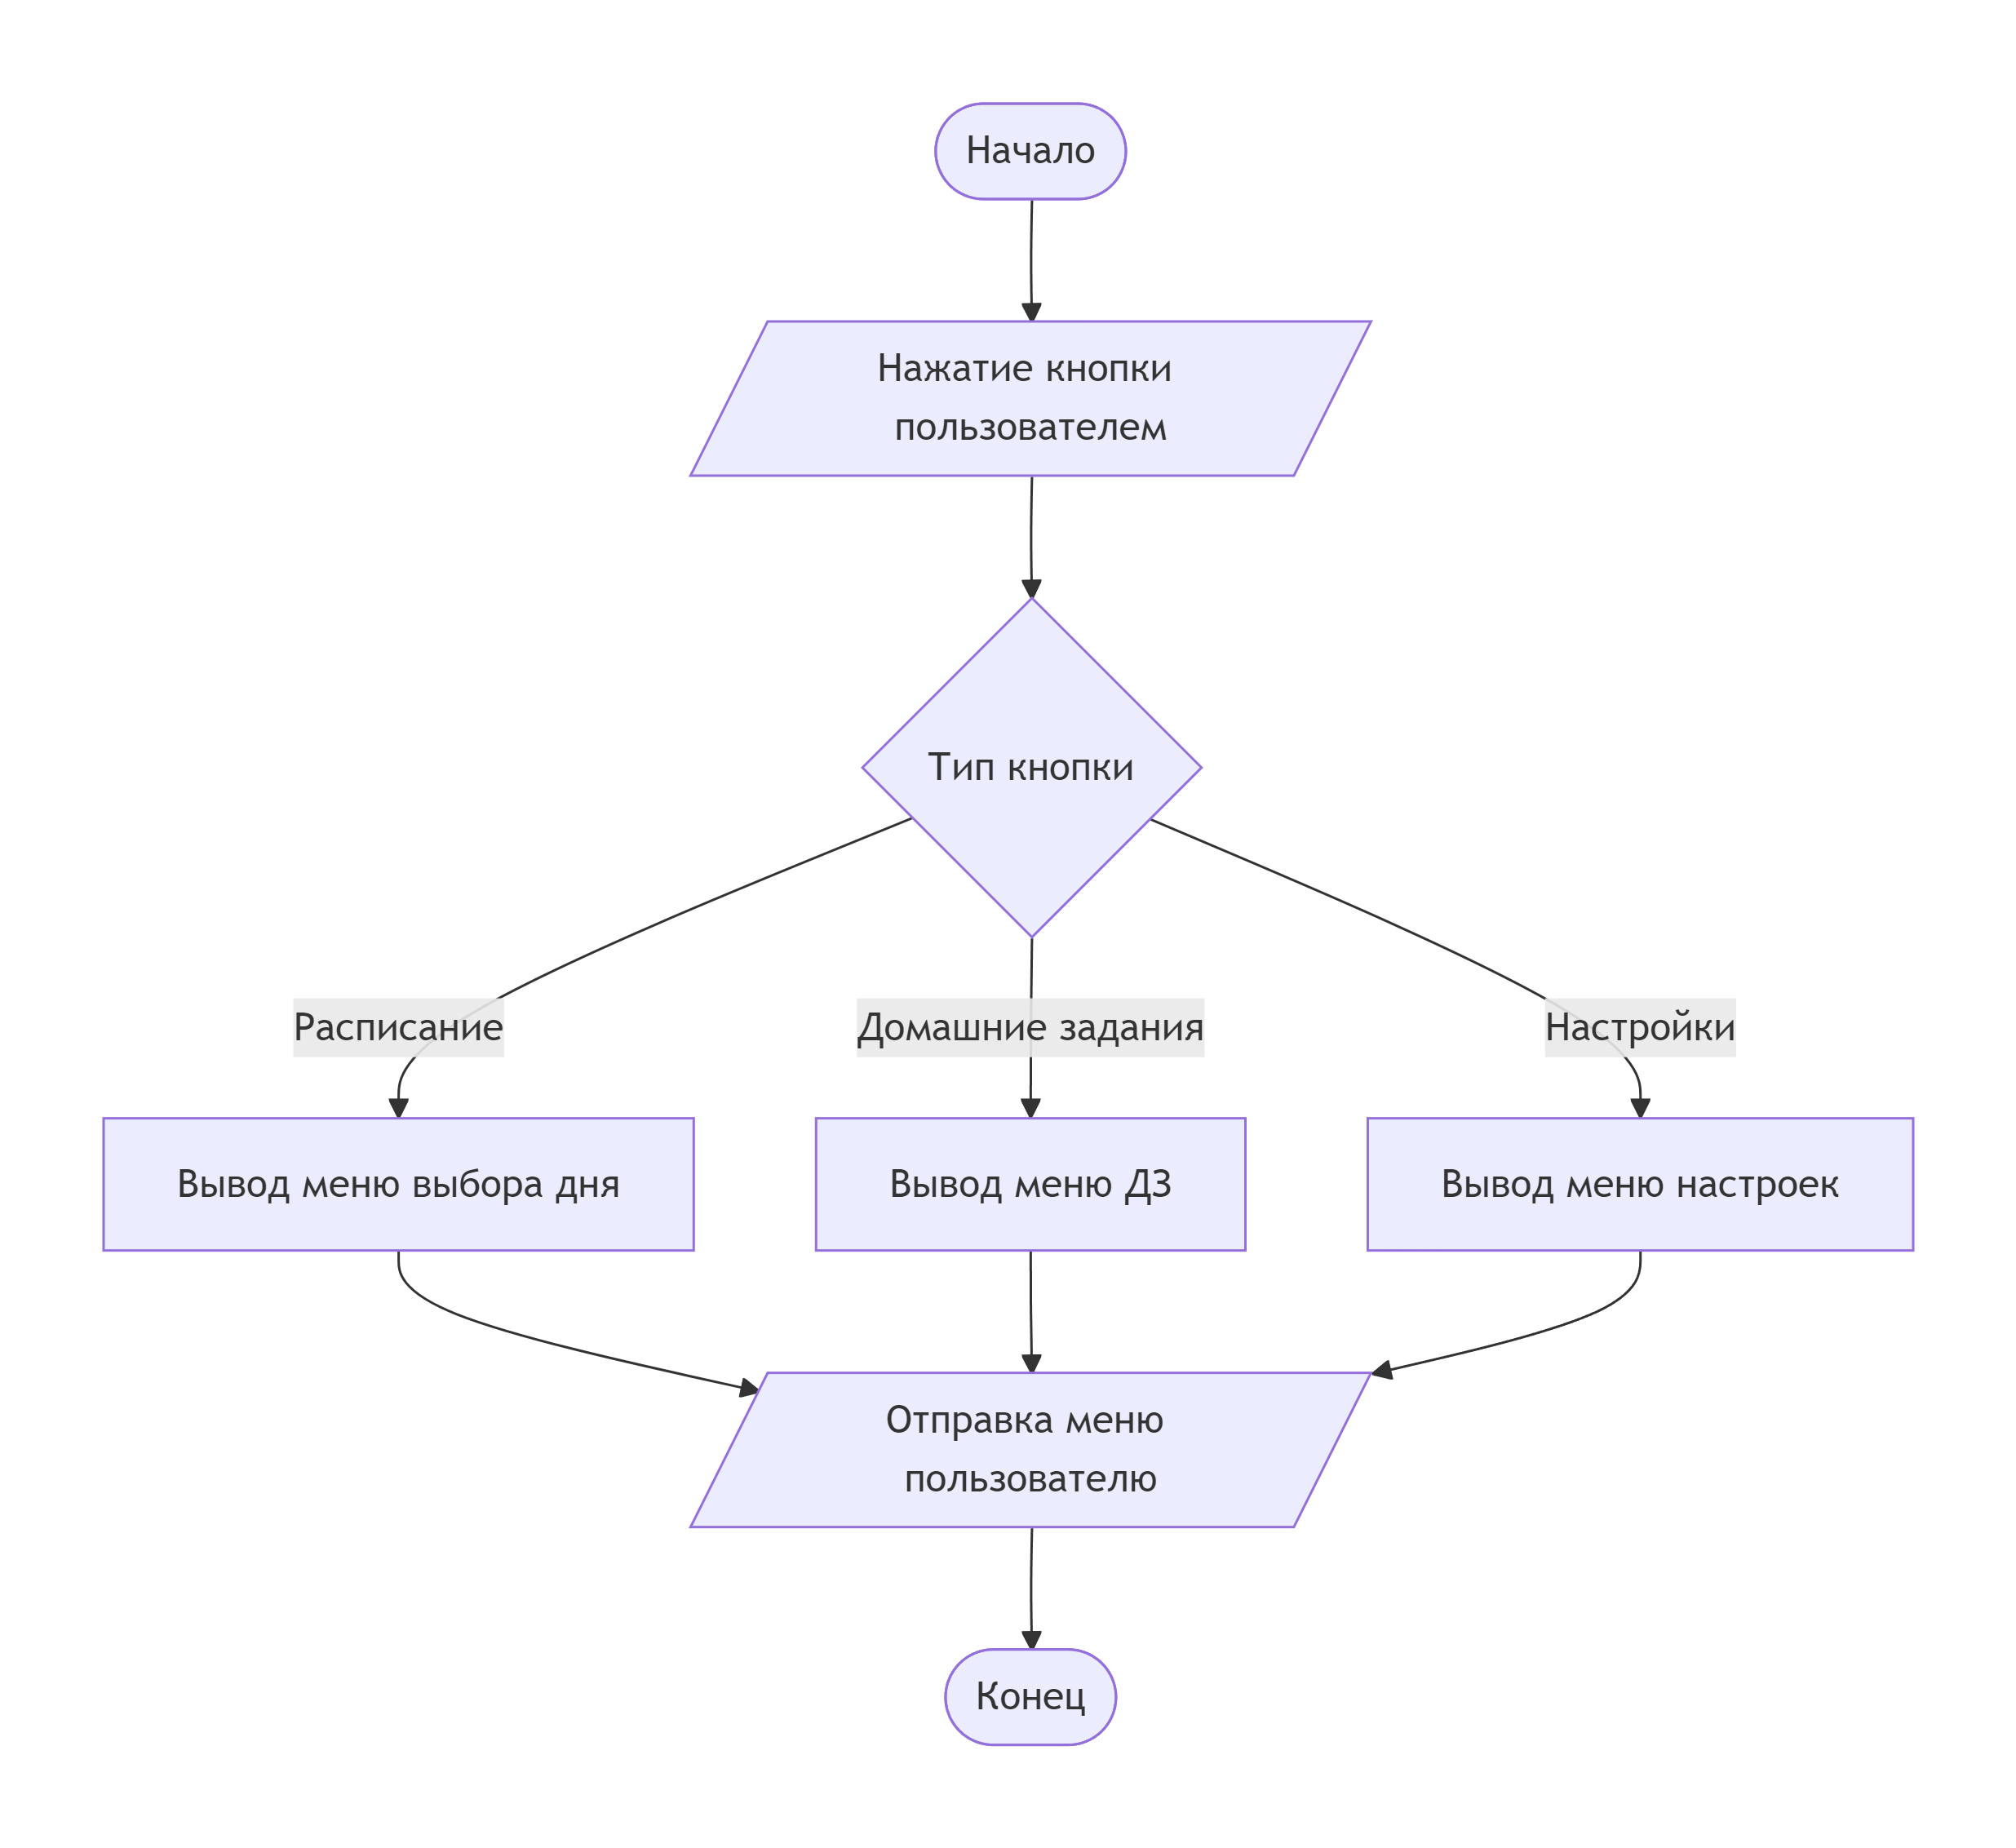 Начало
Нажатие кнопки
пользователем
Тип кнопки
Расписание
Домашние задания
Настройки
Вывод меню выбора дня
Вывод меню ДЗ
Вывод меню настроек
Отправка меню
пользователю
Конец